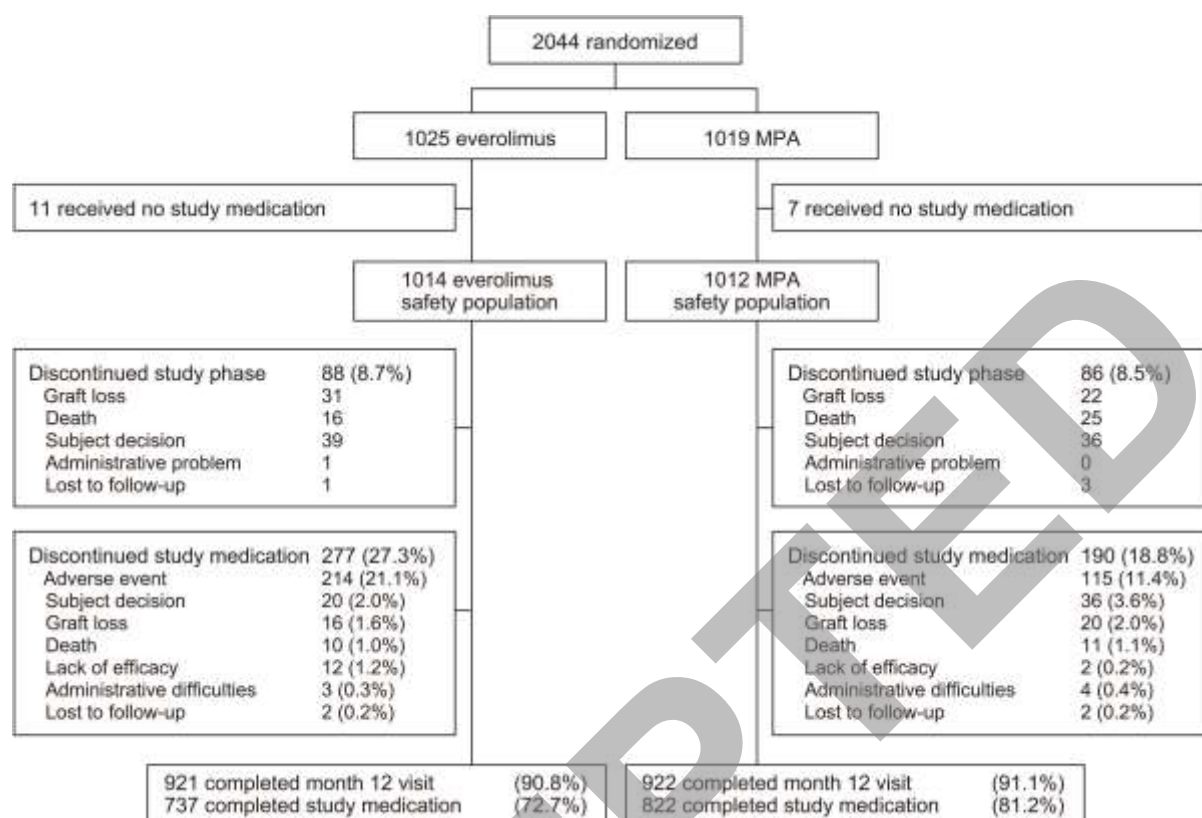 2044 randomized
1025 everolimus
1019 MPA
11 received no study medication
7 received no study medication
1014 everolimus
safety population
1012 MPA
safety population
Discontinued study phase 88 (8.7%)
Graft loss 31
Death 16
Subject decision 39
Administrative problem 1
Lost to follow-up 1
Discontinued study phase 86 (8.5%)
Graft loss 22
Death 25
Subject decision 36
Administrative problem 0
Lost to follow-up 3
Discontinued study medication 277 (27.3%)
Adverse event 214 (21.1%)
Subject decision 20 (2.0%)
Graft loss 16 (1.6%)
Death 10 (1.0%)
Lack of efficacy 12 (1.2%)
Administrative difficulties 3 (0.3%)
Lost to follow-up 2 (0.2%)
Discontinued study medication 190 (18.8%)
Adverse event 115 (11.4%)
Subject decision 36 (3.6%)
Graft loss 20 (2.0%)
Death 11 (1.1%)
Lack of efficacy 2 (0.2%)
Administrative difficulties 4 (0.4%)
Lost to follow-up 2 (0.2%)
921 completed month 12 visit (90.8%)
737 completed study medication (72.7%)
922 completed month 12 visit (91.1%)
822 completed study medication (81.2%)
PTED